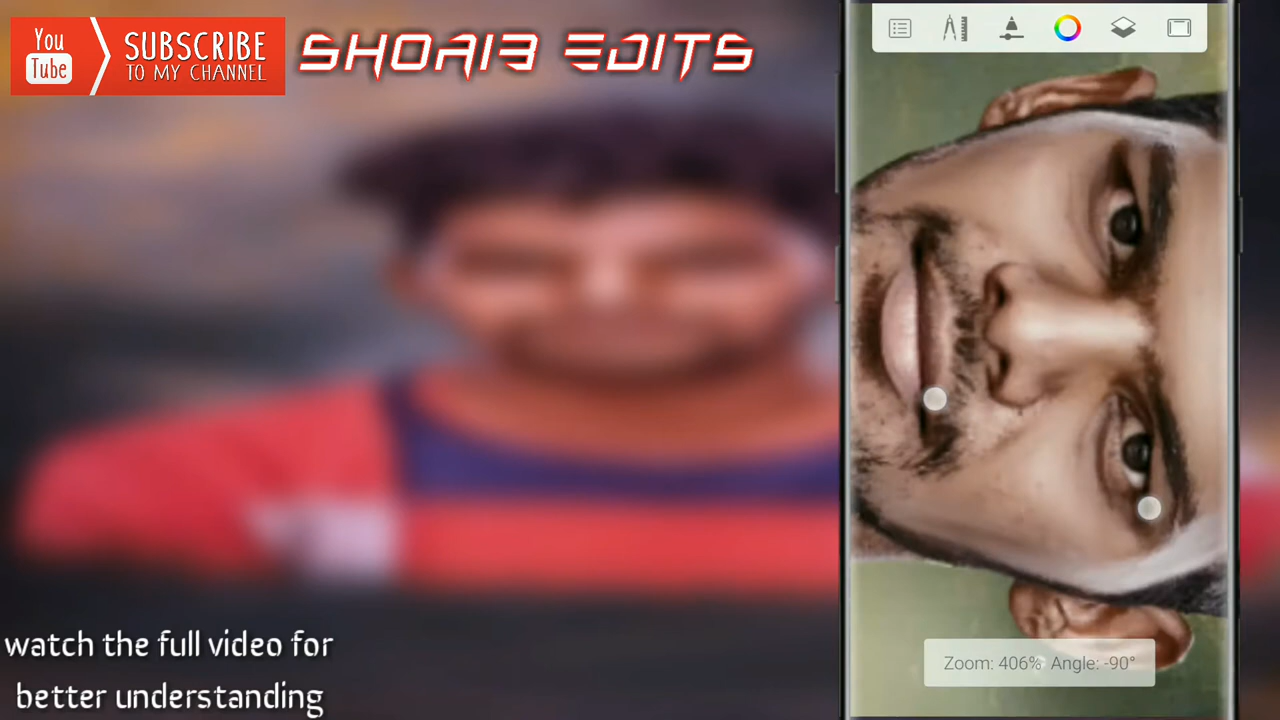 You
Tube
SUBSCRIBE
TO MY CHANNEL
SHOAIB EDITS
watch the full video for
better understanding
Zoom: 406% Angle: -90°